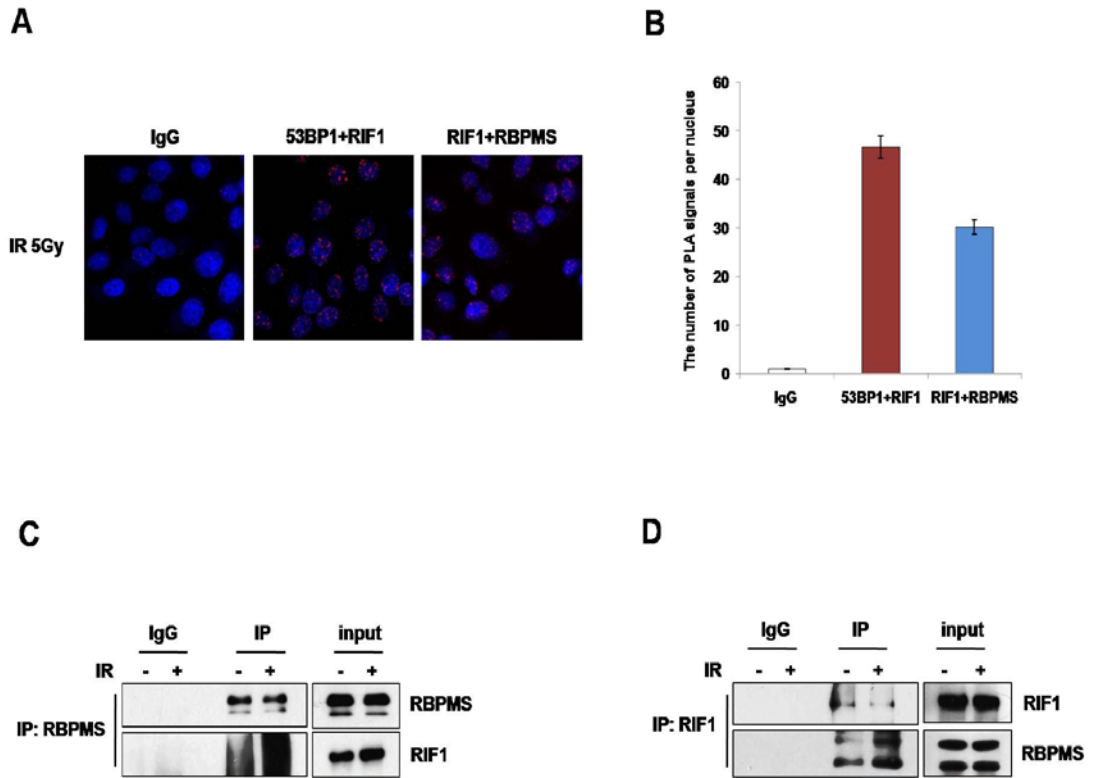 A
IgG 53BP1+RIF1 RIF1+RBPMS
IR 5Gy
B
The number of PLA signals per nucleus
60
50
40
30
20
10
0
IgG 53BP1+RIF1 RIF1+RBPMS
C
IgG IP input
IR - + - + - +
IP: RBPMS
RBPMS
RIF1
D
IgG IP input
IR - + - + - +
IP: RIF1
RIF1
RBPMS